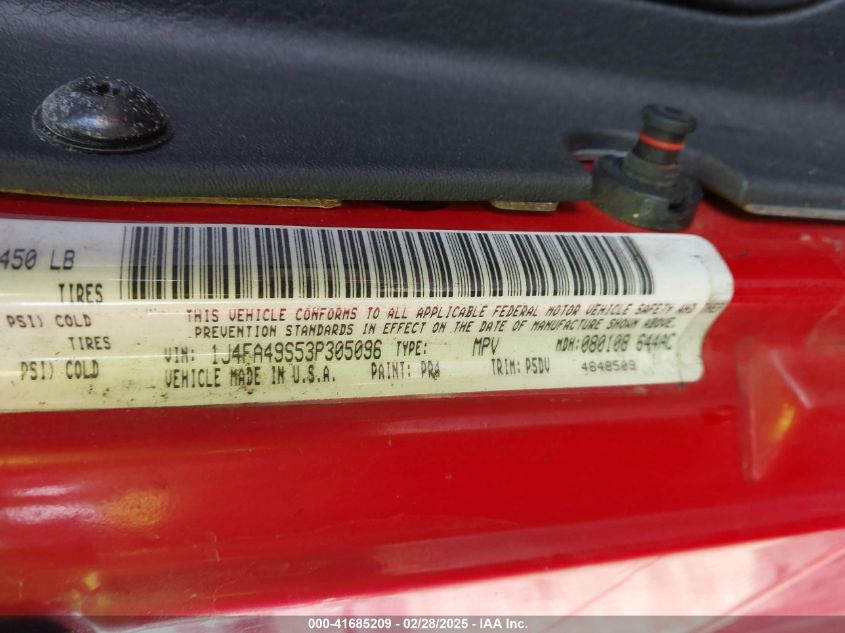 450 LB
TIRES
PSI) COLD
TIRES
PSI) COLD
THIS VEHICLE CONFORMS TO ALL APPLICABLE FEDERAL MOTOR VEHICLE SAFETY AND THEFT
PREVENTION STANDARDS IN EFFECT ON THE DATE OF MANUFACTURE SHOWN ABOVE.
VIN: 1J4FA49S53P305096 TYPE: MPV MDH: 080108 644AC
VEHICLE MADE IN U.S.A. PAINT: PR4 TRIM: P5DV 4648509
000-41685209 / 02/28/2025 - IAA Inc.